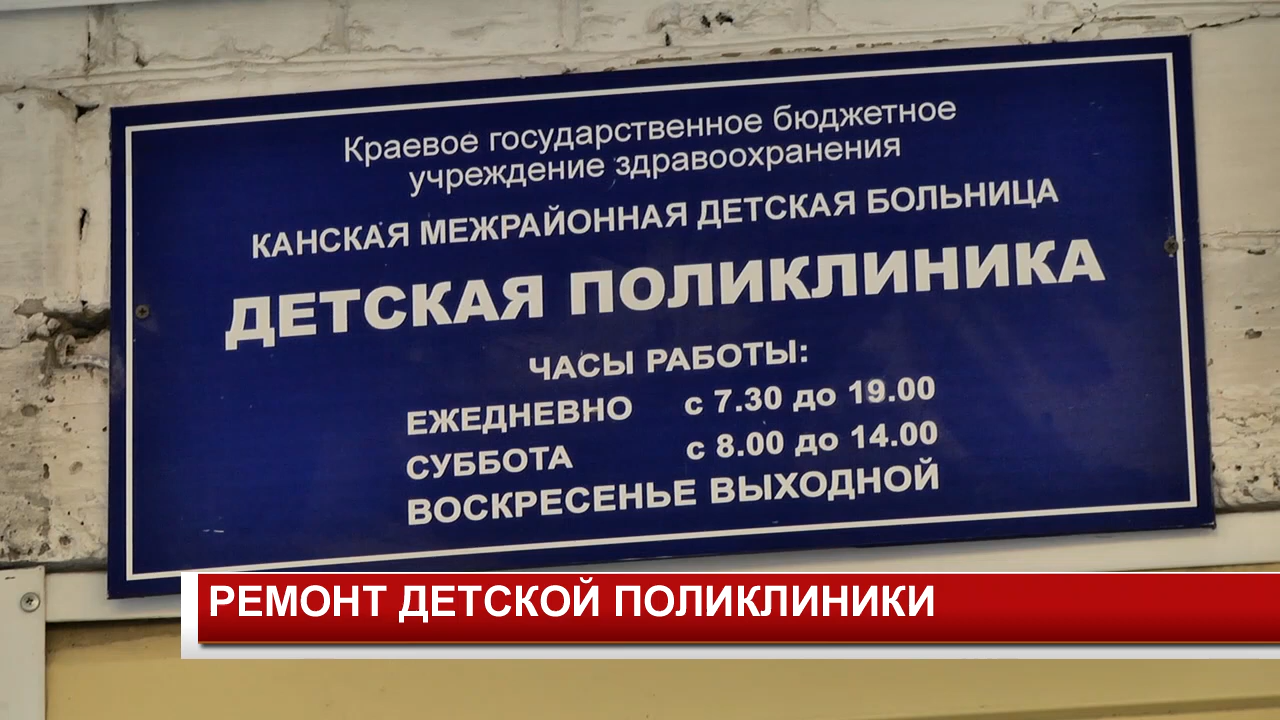 Краевое государственное бюджетное
учреждение здравоохранения
КАНСКАЯ МЕЖРАЙОННАЯ ДЕТСКАЯ БОЛЬНИЦА
ДЕТСКАЯ ПОЛИКЛИНИКА
ЧАСЫ РАБОТЫ:
ЕЖЕДНЕВНО с 7.30 до 19.00
СУББОТА с 8.00 до 14.00
ВОСКРЕСЕНЬЕ ВЫХОДНОЙ
РЕМОНТ ДЕТСКОЙ ПОЛИКЛИНИКИ